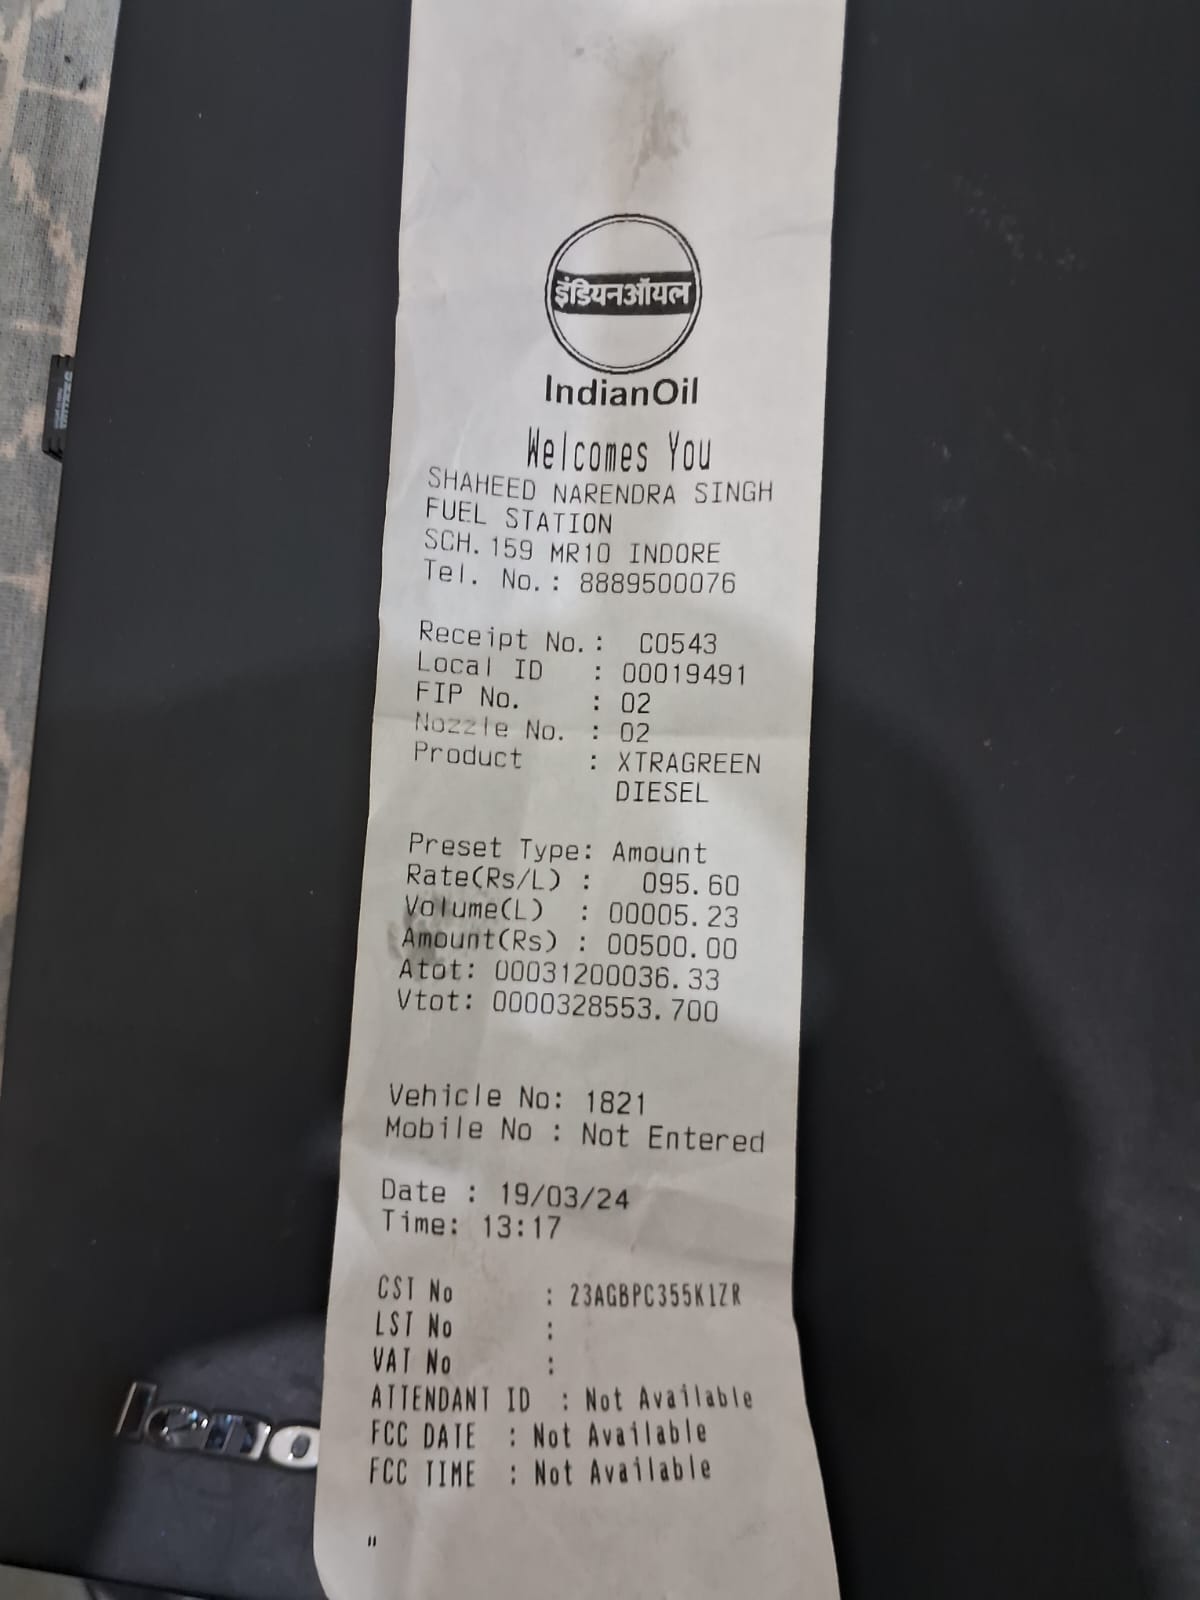 इंडियनऑयल
IndianOil
Welcomes You
SHAHEED NARENDRA SINGH
FUEL STATION
SCH.159 MR10 INDORE
Tel. No.: 8889500076
Receipt No.: C0543
Local ID : 00019491
FIP No. : 02
Nozzle No. : 02
Product : XTRAGREEN
DIESEL
Preset Type: Amount
Rate(Rs/L) : 095.60
Volume(L) : 00005.23
Amount(Rs) : 00500.00
Atot: 00031200036.33
Vtot: 0000328553.700
Vehicle No: 1821
Mobile No : Not Entered
Date : 19/03/24
Time: 13:17
CST No : 23AGBPC355K1ZR
LST No :
VAT No :
ATTENDANT ID : Not Available
FCC DATE : Not Available
FCC TIME : Not Available
"
leno